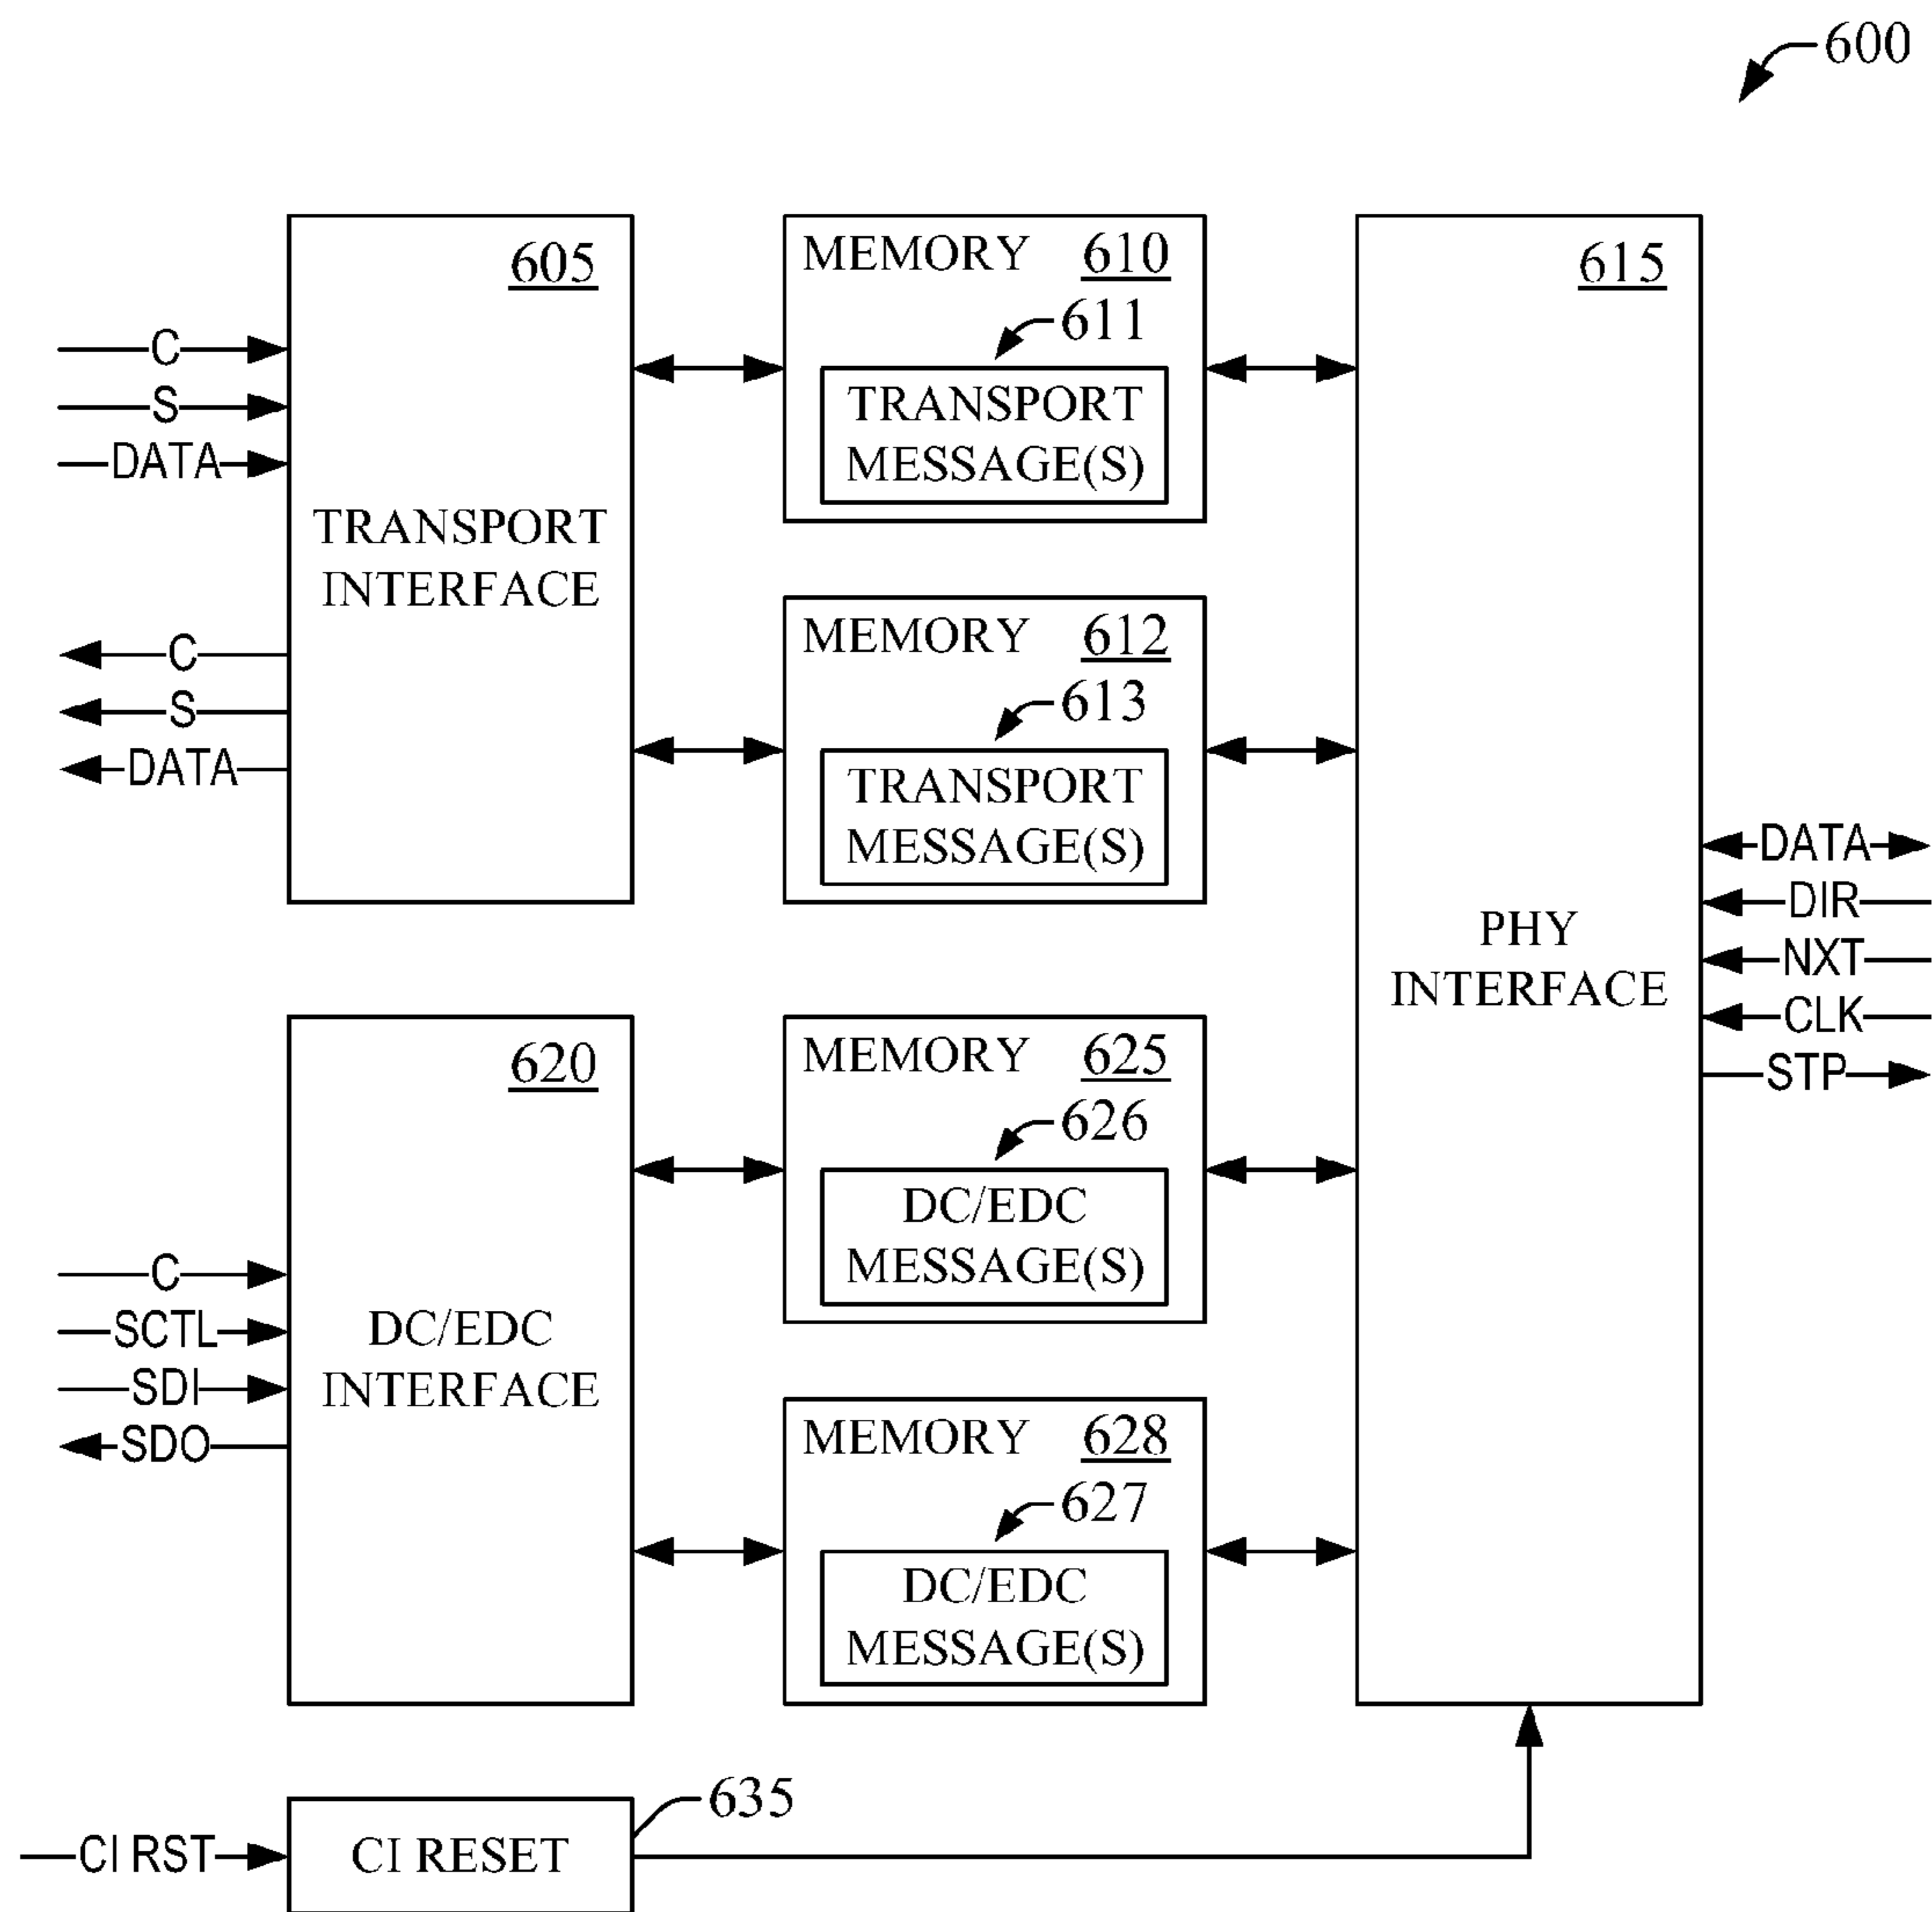 600
605
TRANSPORT
INTERFACE
C
S
DATA
C
S
DATA
MEMORY 610
611
TRANSPORT
MESSAGE(S)
MEMORY 612
613
TRANSPORT
MESSAGE(S)
615
PHY
INTERFACE
DATA
DIR
NXT
CLK
STP
620
DC/EDC
INTERFACE
C
SCTL
SDI
SDO
MEMORY 625
626
DC/EDC
MESSAGE(S)
MEMORY 628
627
DC/EDC
MESSAGE(S)
635
CI RST
CI RESET